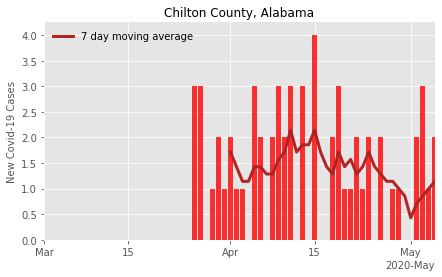 Chilton County, Alabama
7 day moving average
New Covid-19 Cases
4.0
3.5
3.0
2.5
2.0
1.5
1.0
0.5
0.0
Mar
15
Apr
15
May
2020-May